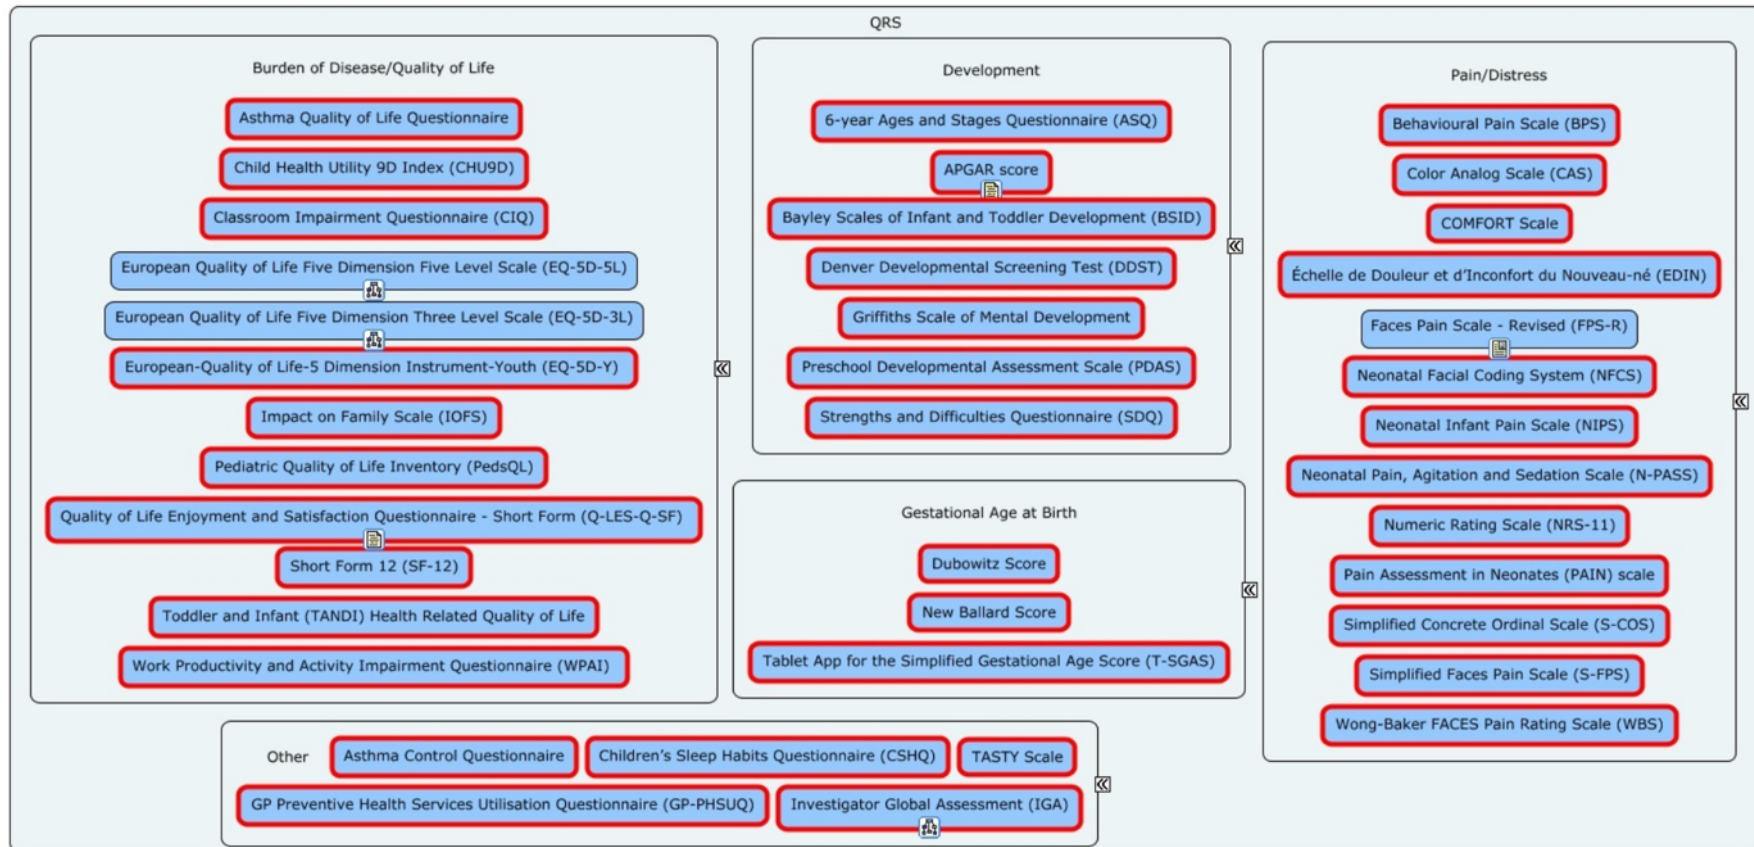 QRS
Burden of Disease/Quality of Life
Asthma Quality of Life Questionnaire
Child Health Utility 9D Index (CHU9D)
Classroom Impairment Questionnaire (CIQ)
European Quality of Life Five Dimension Five Level Scale (EQ-5D-5L)
European Quality of Life Five Dimension Three Level Scale (EQ-5D-3L)
European-Quality of Life-5 Dimension Instrument-Youth (EQ-5D-Y)
Impact on Family Scale (IOFS)
Pediatric Quality of Life Inventory (PedsQL)
Quality of Life Enjoyment and Satisfaction Questionnaire - Short Form (Q-LES-Q-SF)
Short Form 12 (SF-12)
Toddler and Infant (TANDI) Health Related Quality of Life
Work Productivity and Activity Impairment Questionnaire (WPAI)
Development
6-year Ages and Stages Questionnaire (ASQ)
APGAR score
Bayley Scales of Infant and Toddler Development (BSID)
Denver Developmental Screening Test (DDST)
Griffiths Scale of Mental Development
Preschool Developmental Assessment Scale (PDAS)
Strengths and Difficulties Questionnaire (SDQ)
Gestational Age at Birth
Dubowitz Score
New Ballard Score
Tablet App for the Simplified Gestational Age Score (T-SGAS)
Pain/Distress
Behavioural Pain Scale (BPS)
Color Analog Scale (CAS)
COMFORT Scale
Échelle de Douleur et d’Inconfort du Nouveau-né (EDIN)
Faces Pain Scale - Revised (FPS-R)
Neonatal Facial Coding System (NFCS)
Neonatal Infant Pain Scale (NIPS)
Neonatal Pain, Agitation and Sedation Scale (N-PASS)
Numeric Rating Scale (NRS-11)
Pain Assessment in Neonates (PAIN) scale
Simplified Concrete Ordinal Scale (S-COS)
Simplified Faces Pain Scale (S-FPS)
Wong-Baker FACES Pain Rating Scale (WBS)
Other
Asthma Control Questionnaire
Children’s Sleep Habits Questionnaire (CSHQ)
TASTY Scale
GP Preventive Health Services Utilisation Questionnaire (GP-PHSUQ)
Investigator Global Assessment (IGA)